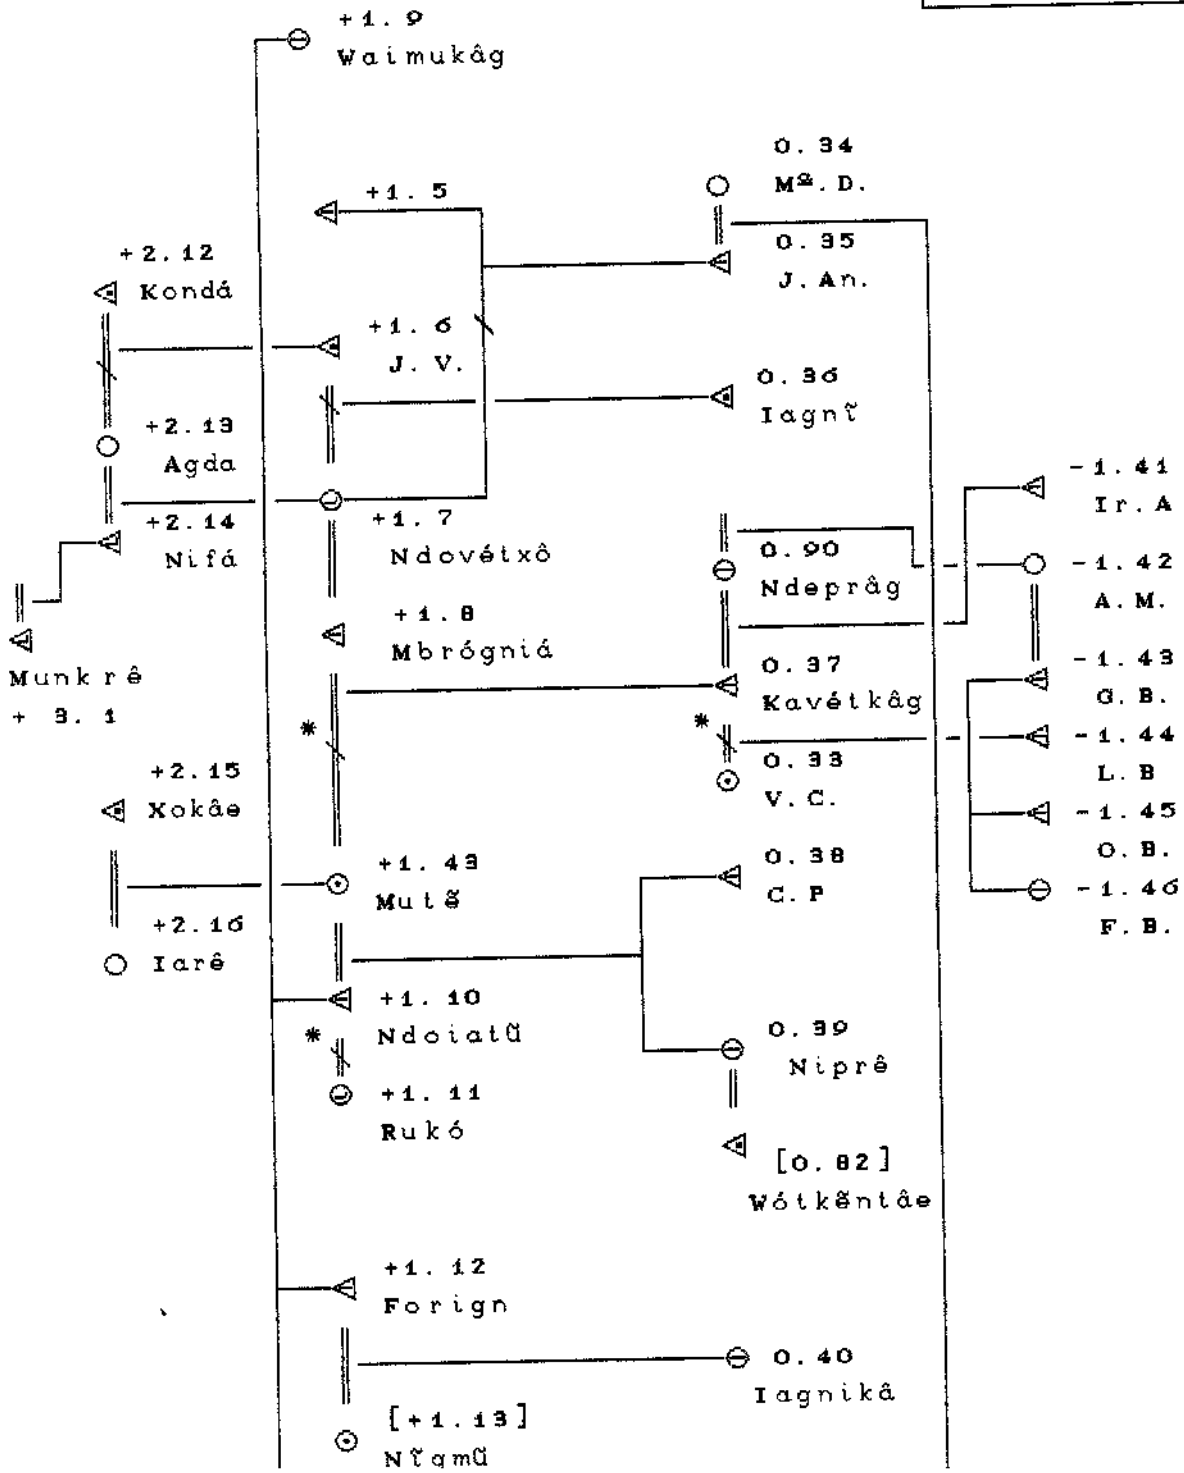 +1. 9
Waimukâg
0. 34
Mª. D.
+1. 5
0. 35
J. An.
+2. 12
Kondá
+1. 6
J. V.
0. 36
Iagnĩ
+2. 13
Agda
-1. 41
Ir. A
+2. 14
Nifá
+1. 7
Ndovétxô
0. 90
Ndeprâg
-1. 42
A. M.
+1. 8
Mbrógniá
Munkrê
+ 3. 1
0. 37
Kavétkâg
-1. 43
G. B.
*
*
-1. 44
L. B
+2. 15
Xokâe
0. 33
V. C.
-1. 45
O. B.
+1. 43
Mutẽ
0. 38
C. P
-1. 46
F. B.
+2. 16
Iarê
+1. 10
Ndoiatũ
*
0. 39
Niprê
+1. 11
Rukó
[0. 82]
Wótkẽntâe
+1. 12
Forign
0. 40
Iagnikâ
[+1. 13]
Nĩgmũ